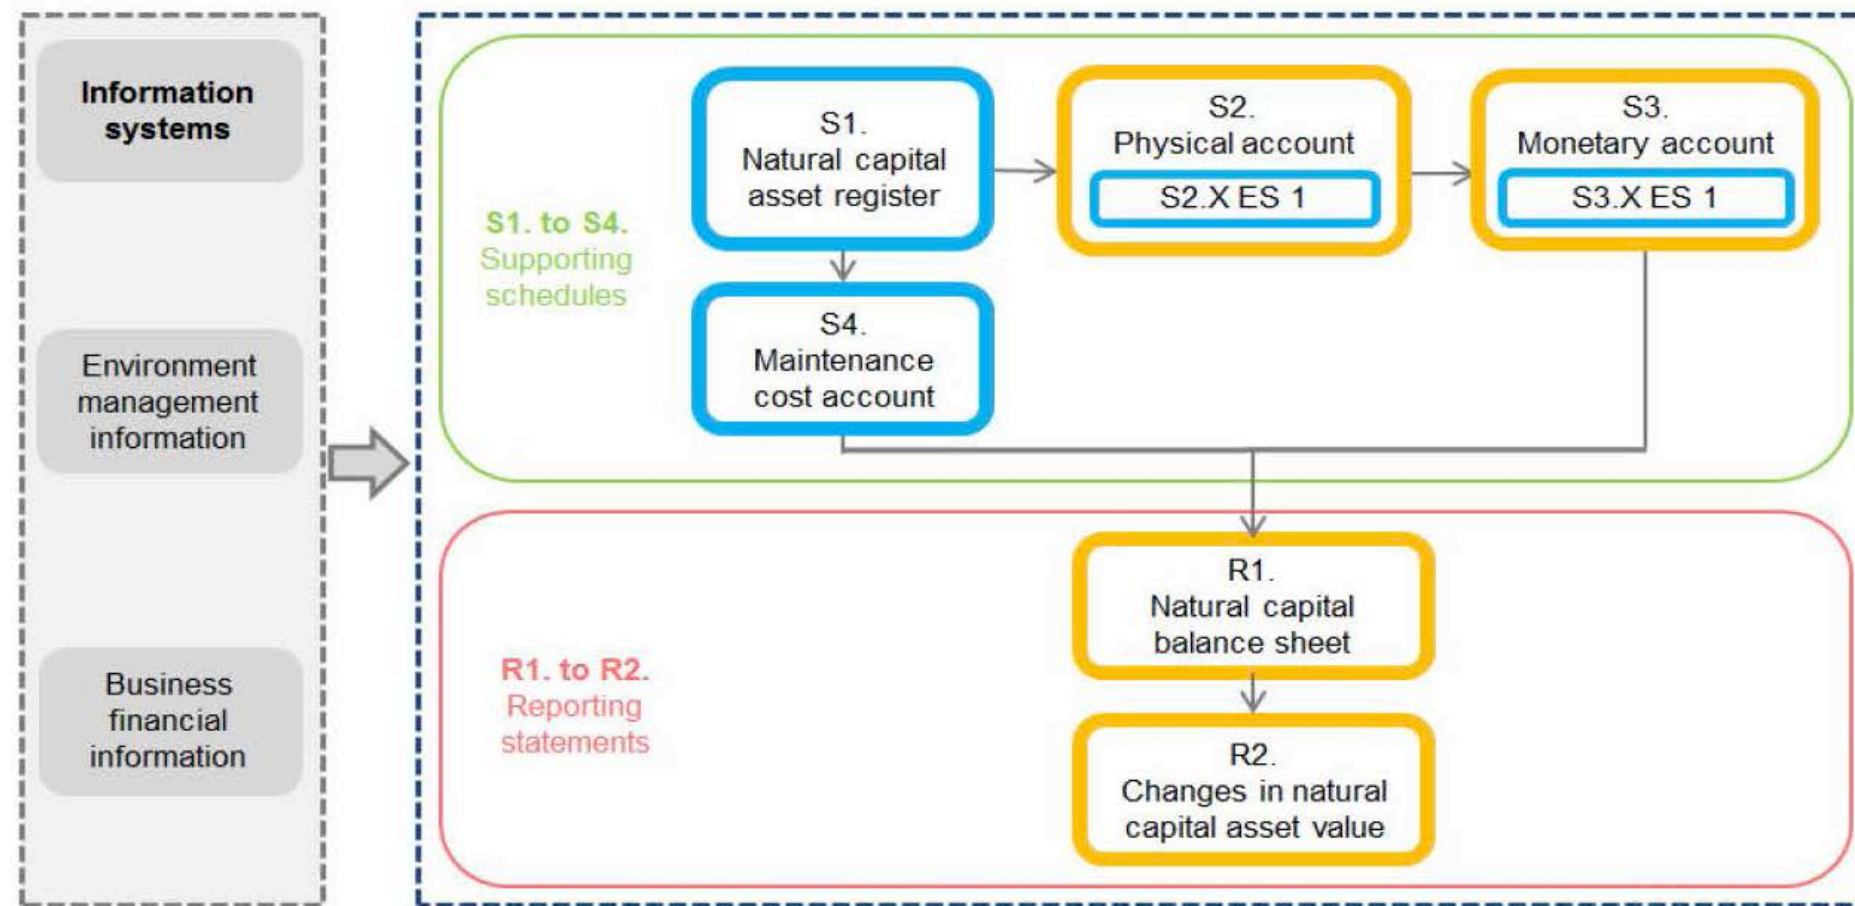 Information
systems
Environment
management
information
Business
financial
information
S1. to S4.
Supporting
schedules
S1.
Natural capital
asset register
S2.
Physical account
S2.X ES 1
S3.
Monetary account
S3.X ES 1
S4.
Maintenance
cost account
R1. to R2.
Reporting
statements
R1.
Natural capital
balance sheet
R2.
Changes in natural
capital asset value